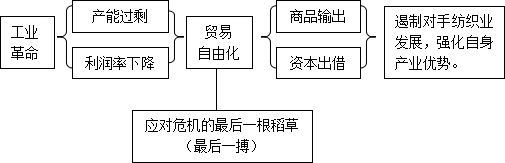 工业
革命
产能过剩
利润率下降
贸易
自由化
商品输出
资本出借
遏制对手纺织业
发展，强化自身
产业优势。
应对危机的最后一根稻草
（最后一搏）